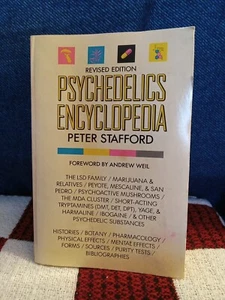 REVISED EDITION
PSYCHEDELICS
ENCYCLOPEDIA
PETER STAFFORD
FOREWORD BY ANDREW WEIL
THE LSD FAMILY / MARIJUANA &
RELATIVES / PEYOTE, MESCALINE, & SAN
PEDRO / PSYCHOACTIVE MUSHROOMS /
THE MDA CLUSTER / SHORT-ACTING
TRYPTAMINES (DMT, DET, DPT), YAGE, &
HARMALINE / IBOGAINE / & OTHER
PSYCHEDELIC SUBSTANCES
HISTORIES / BOTANY / PHARMACOLOGY /
PHYSICAL EFFECTS / MENTAL EFFECTS /
FORMS / SOURCES / PURITY TESTS /
BIBLIOGRAPHIES